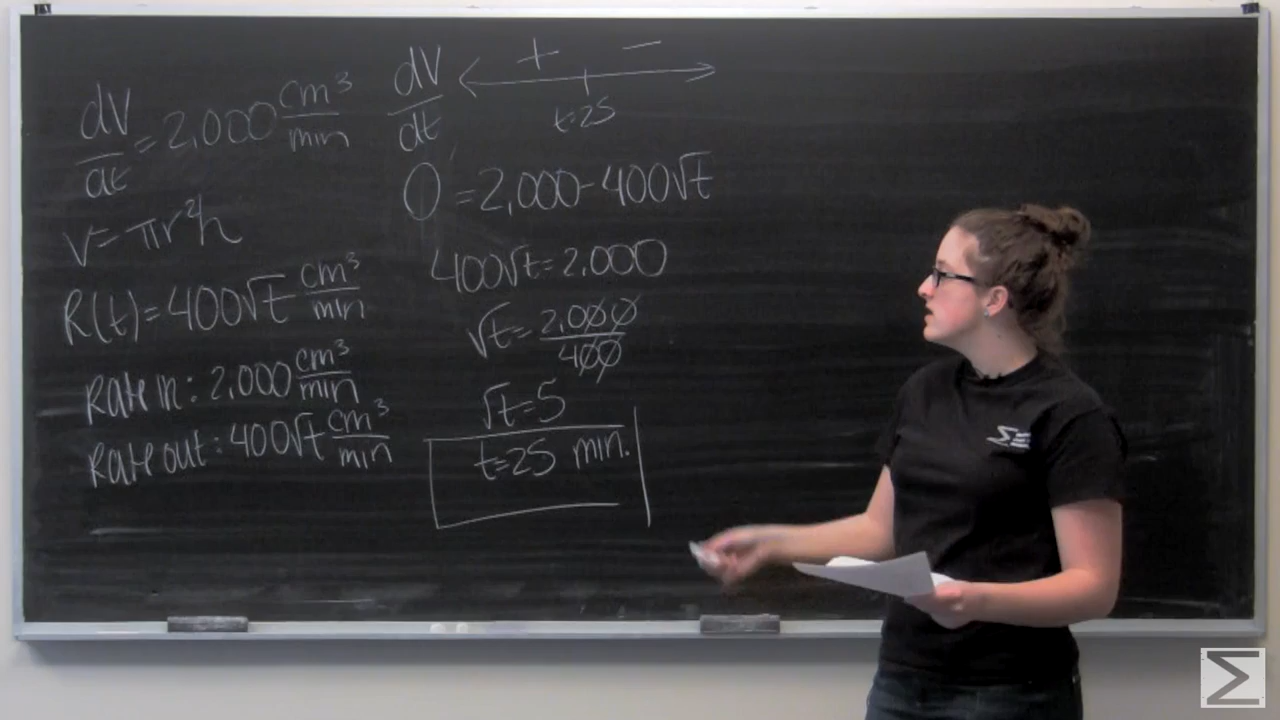 dV/dt = 2,000 cm³/min
V = πr²h
R(t) = 400√t cm³/min
Rate in: 2,000 cm³/min
Rate out: 400√t cm³/min
dV/dt + −
t=25
0 = 2,000 - 400√t
400√t = 2,000
√t = 2,000/400
√t = 5
t=25 min.
Σ